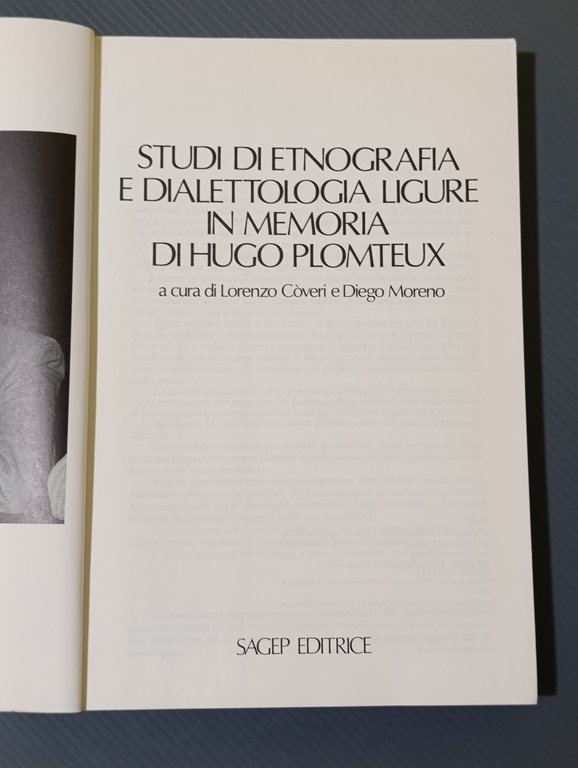 STUDI DI ETNOGRAFIA
E DIALETTOLOGIA LIGURE
IN MEMORIA
DI HUGO PLOMTEUX
a cura di Lorenzo Còveri e Diego Moreno
SAGEP EDITRICE